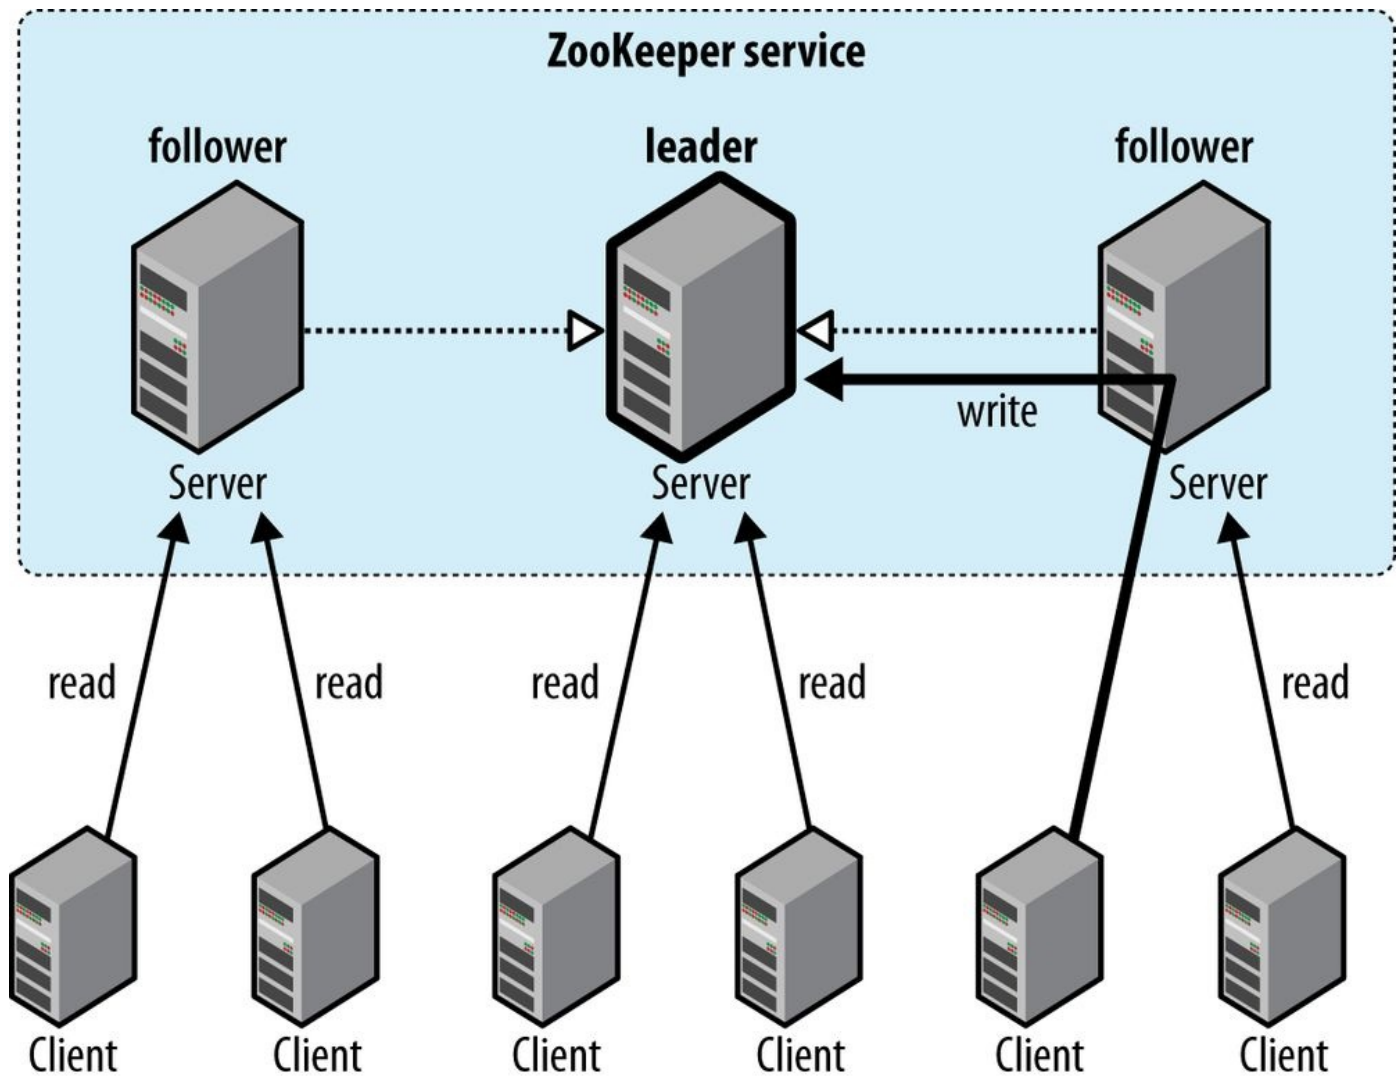 ZooKeeper service
follower
leader
follower
write
Server
Server
Server
read
read
read
read
read
Client
Client
Client
Client
Client
Client